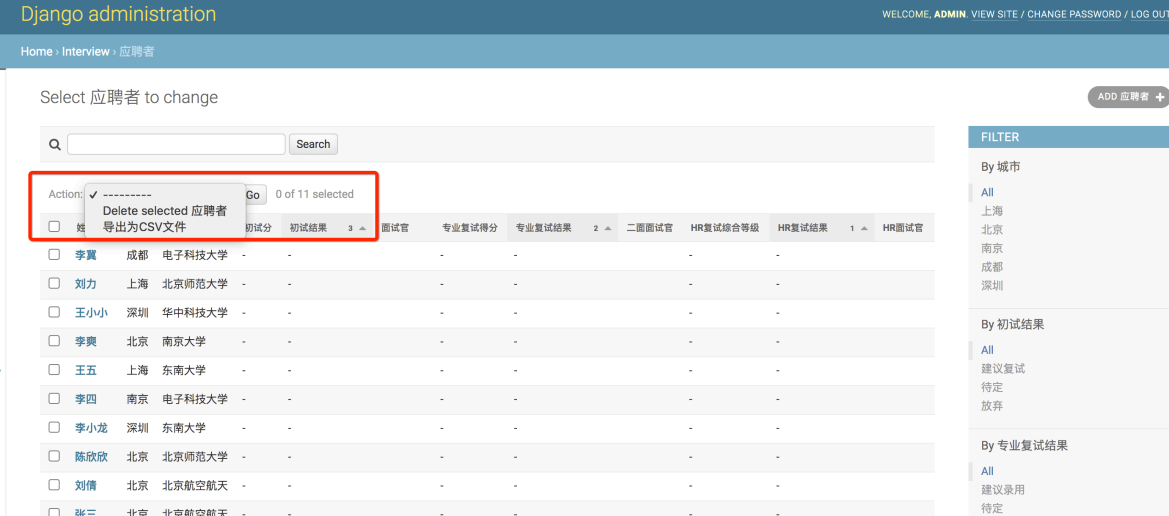 Django administration
WELCOME, ADMIN. VIEW SITE / CHANGE PASSWORD / LOG OUT
Home › Interview › 应聘者
Select 应聘者 to change
ADD 应聘者 +
Search
FILTER
By 城市
All
上海
北京
南京
成都
深圳
By 初试结果
All
建议复试
待定
放弃
By 专业复试结果
All
建议录用
待定
Action: ✓ --------- Go 0 of 11 selected
Delete selected 应聘者
导出为CSV文件
初试分 初试结果 3 面试官 专业复试得分 专业复试结果 2 二面面试官 HR复试综合等级 HR复试结果 1 HR面试官
李翼 成都 电子科技大学 - - - - - -
刘力 上海 北京师范大学 - - - - - -
王小小 深圳 华中科技大学 - - - - - -
李奭 北京 南京大学 - - - - - -
王五 上海 东南大学 - - - - - -
李四 南京 电子科技大学 - - - - - -
李小龙 深圳 东南大学 - - - - - -
陈欣欣 北京 北京师范大学 - - - - - -
刘倩 北京 北京航空航天 - - - - - -
张三 北京 北京航空航天 - - - - - -